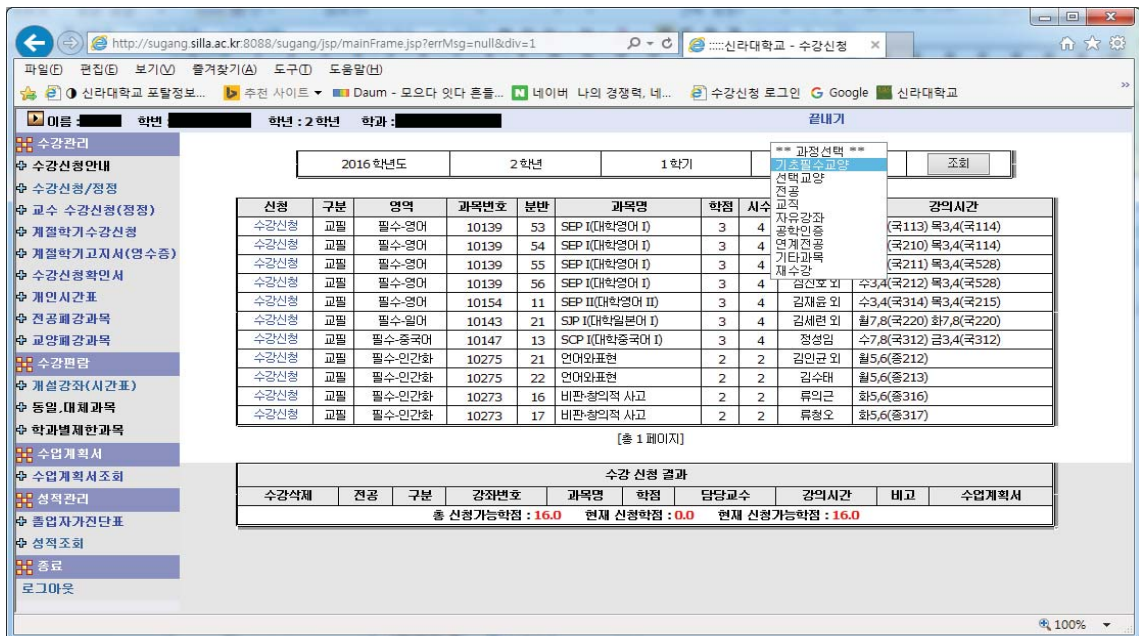 http://sugang.silla.ac.kr:8088/sugang/jsp/mainFrame.jsp?errMsg=null&div=1
:::::신라대학교 - 수강신청
파일(F) 편집(E) 보기(V) 즐겨찾기(A) 도구(T) 도움말(H)
신라대학교 포탈정보... 추천 사이트 Daum - 모으다 잇다 흔들... 네이버 나의 경쟁력, 네... 수강신청 로그인 Google 신라대학교
이름 : 학번 : 학년 : 2 학년 학과 : 끝내기
수강관리
수강신청안내
수강신청/정정
교수 수강신청(정정)
계절학기수강신청
계절학기고지서(영수증)
수강신청확인서
개인시간표
전공폐강과목
교양폐강과목
수강편람
개설강좌(시간표)
동일,대체과목
학과별제한과목
수업계획서
수업계획서조회
성적관리
졸업자가진단표
성적조회
종료
로그아웃
2016 학년도 2 학년 1 학기 조회
** 과정선택 **
기초필수교양
선택교양
전공
교직
자유강좌
공학인증
연계전공
기타과목
재수강
신청 구분 영역 과목번호 분반 과목명 학점 시수 강의시간
수강신청 교필 필수-영어 10139 53 SEP I(대학영어 I) 3 4 (국113) 목3,4(국114)
수강신청 교필 필수-영어 10139 54 SEP I(대학영어 I) 3 4 (국210) 목3,4(국114)
수강신청 교필 필수-영어 10139 55 SEP I(대학영어 I) 3 4 (국211) 목3,4(국528)
수강신청 교필 필수-영어 10139 56 SEP I(대학영어 I) 3 4 김진호 외 수3,4(국212) 목3,4(국528)
수강신청 교필 필수-영어 10154 11 SEP II(대학영어 II) 3 4 김재윤 외 수3,4(국314) 목3,4(국215)
수강신청 교필 필수-일어 10143 21 SJP I(대학일본어 I) 3 4 김세련 외 월7,8(국220) 화7,8(국220)
수강신청 교필 필수-중국어 10147 13 SCP I(대학중국어 I) 3 4 정성임 수7,8(국312) 금3,4(국312)
수강신청 교필 필수-인간화 10275 21 언어와표현 2 2 김인균 외 월5,6(종212)
수강신청 교필 필수-인간화 10275 22 언어와표현 2 2 김수태 월5,6(종213)
수강신청 교필 필수-인간화 10273 16 비판·창의적 사고 2 2 류의근 화5,6(종316)
수강신청 교필 필수-인간화 10273 17 비판·창의적 사고 2 2 류청오 화5,6(종317)
[총 1 페이지]
수강 신청 결과
수강삭제 전공 구분 강좌번호 과목명 학점 담당교수 강의시간 비고 수업계획서
총 신청가능학점 : 16.0 현재 신청학점 : 0.0 현재 신청가능학점 : 16.0
100%